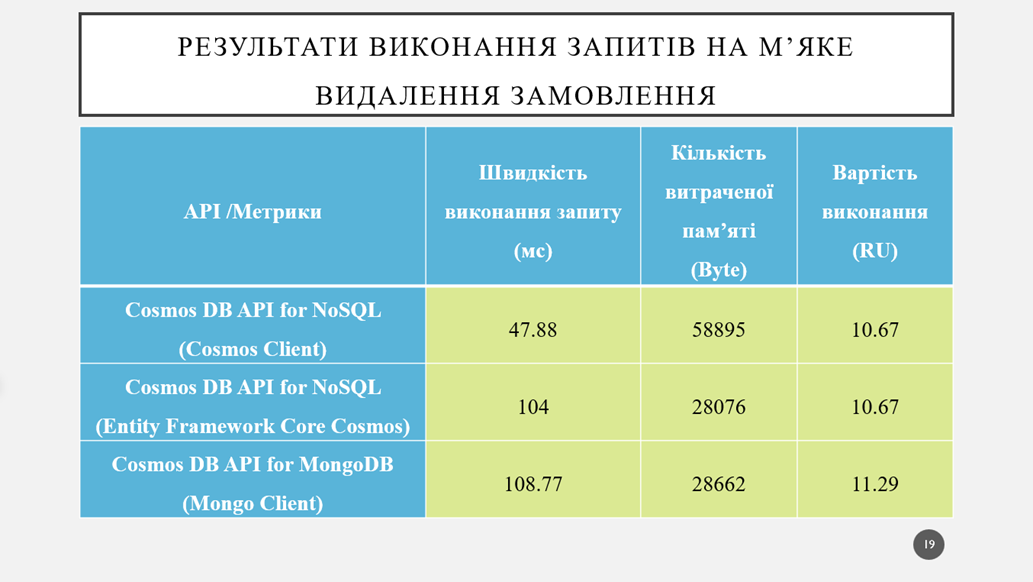 РЕЗУЛЬТАТИ ВИКОНАННЯ ЗАПИТІВ НА М’ЯКЕ
ВИДАЛЕННЯ ЗАМОВЛЕННЯ
API /Метрики
Швидкість
виконання запиту
(мс)
Кількість
витраченої
пам’яті
(Byte)
Вартість
виконання
(RU)
Cosmos DB API for NoSQL
(Cosmos Client)
47.88
58895
10.67
Cosmos DB API for NoSQL
(Entity Framework Core Cosmos)
104
28076
10.67
Cosmos DB API for MongoDB
(Mongo Client)
108.77
28662
11.29
19